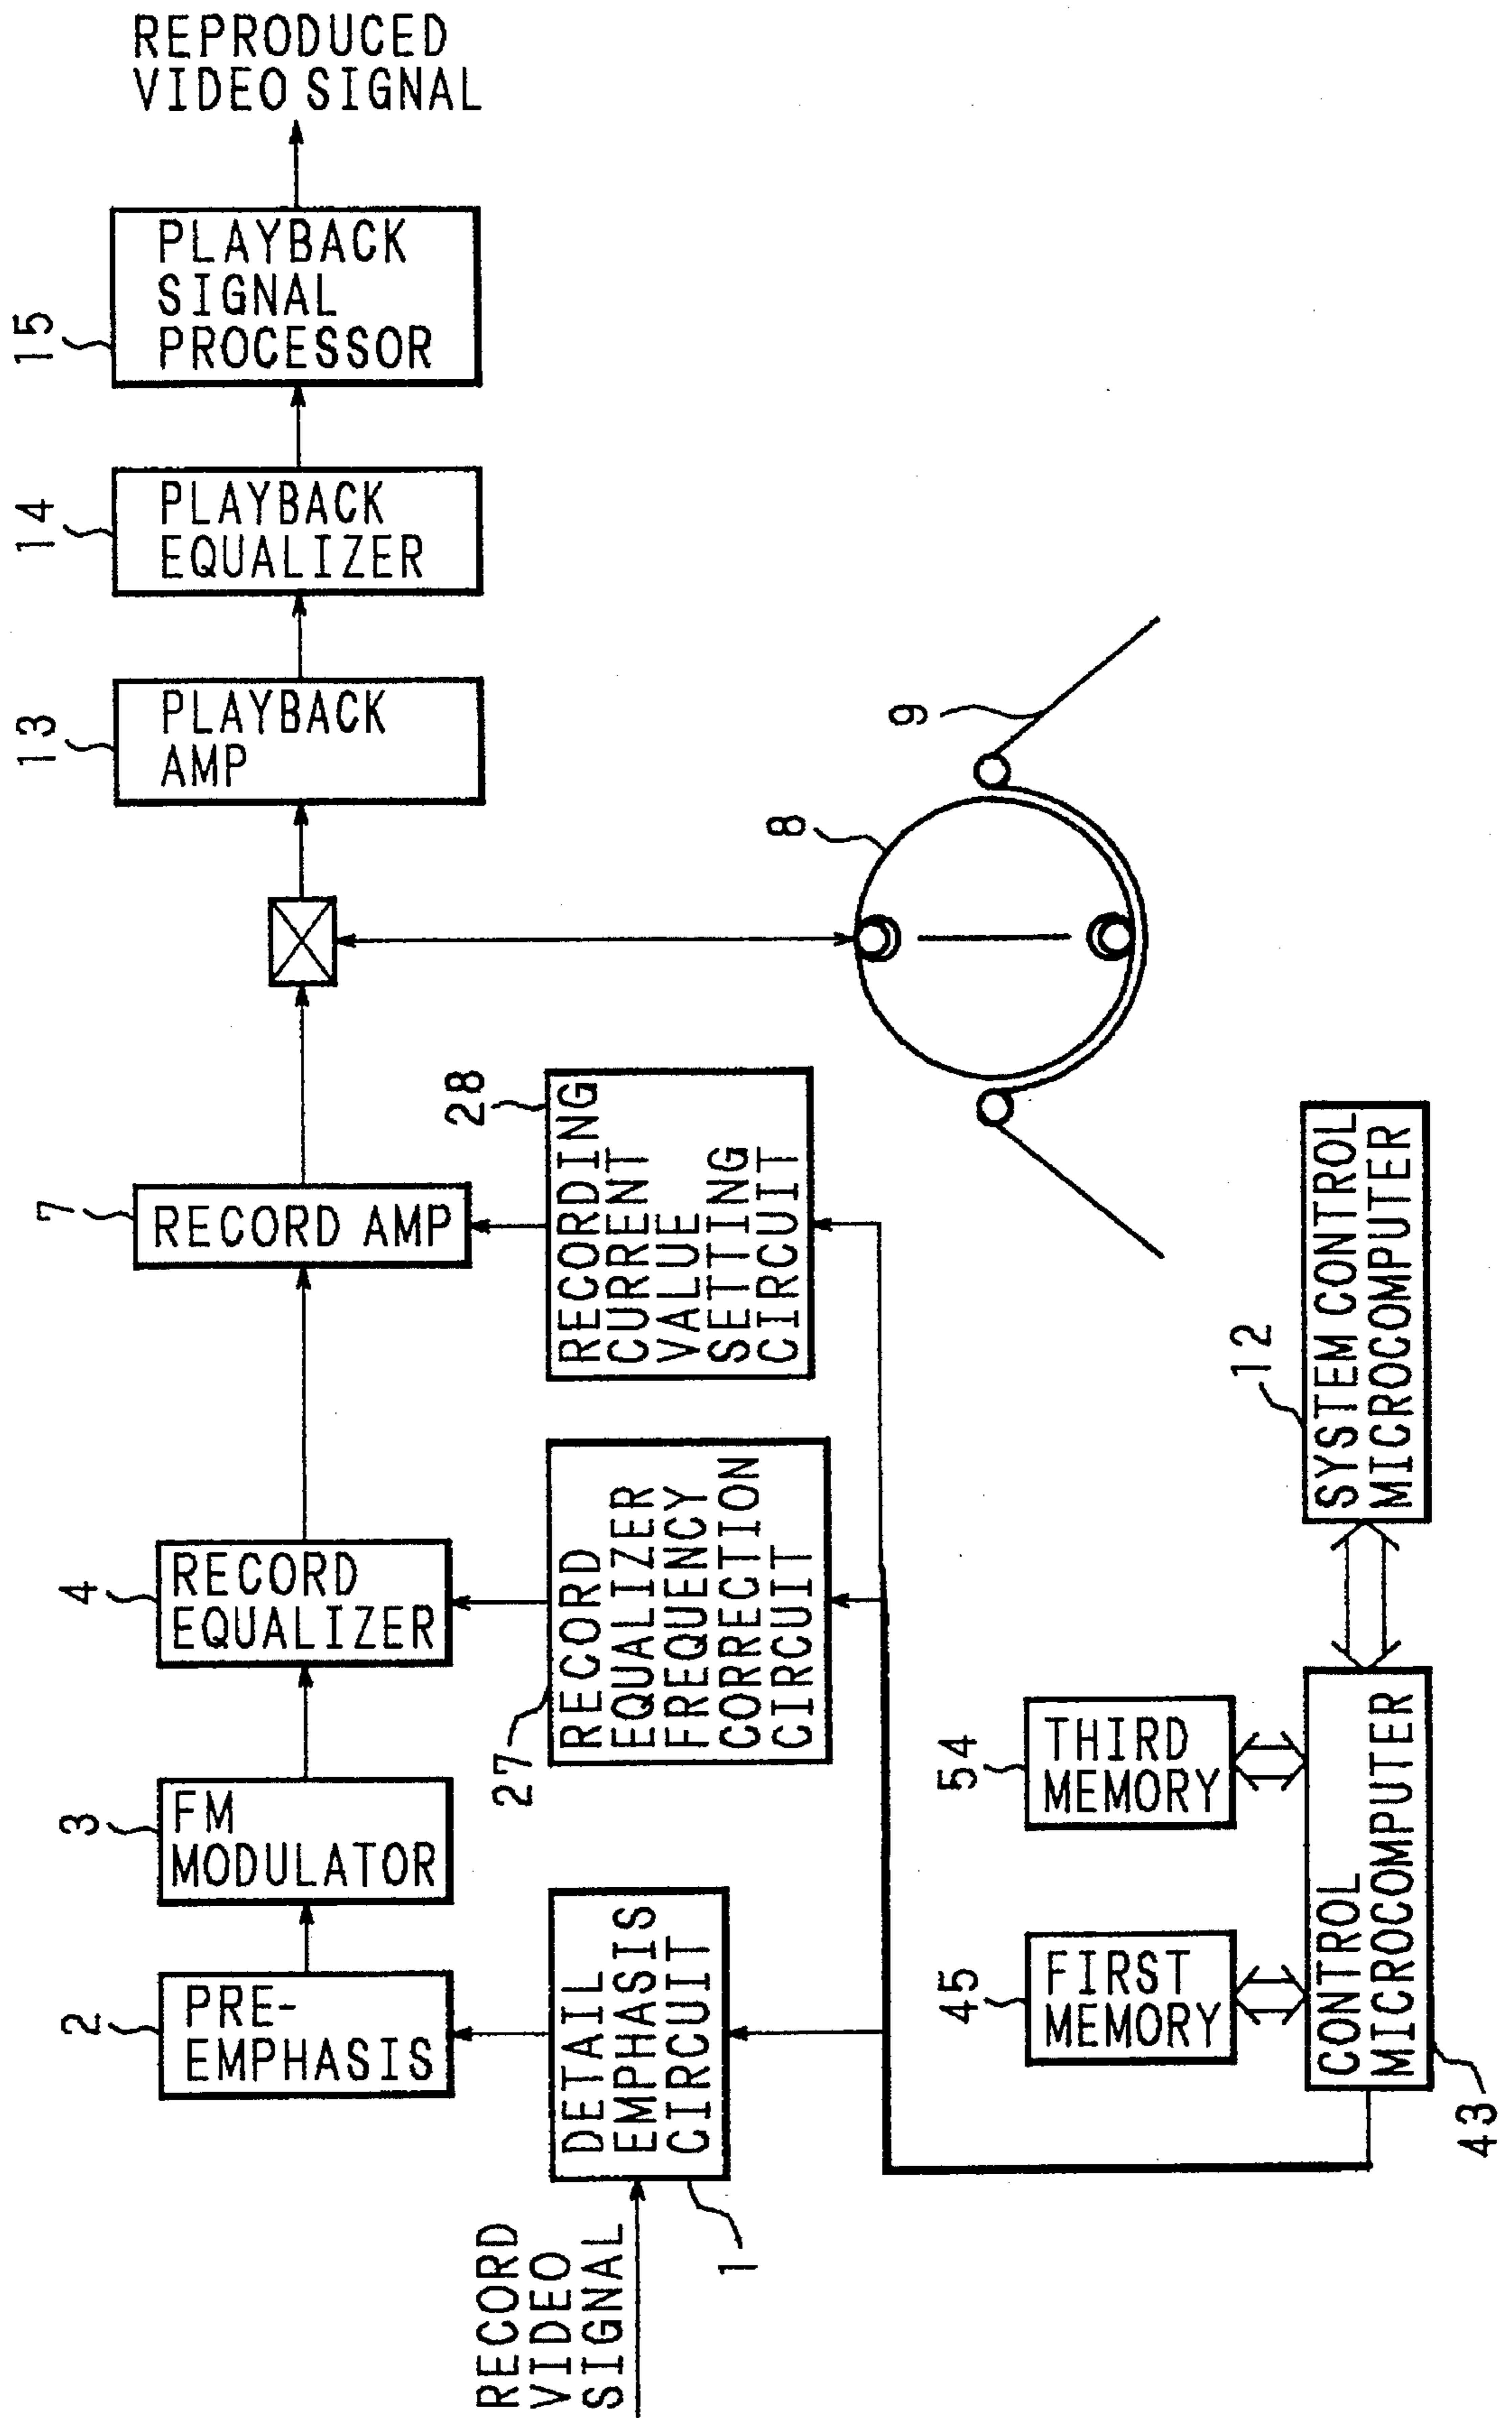 REPRODUCED
VIDEO SIGNAL
15
PLAYBACK
SIGNAL
PROCESSOR
14
PLAYBACK
EQUALIZER
13
PLAYBACK
AMP
7
RECORD AMP
4
RECORD
EQUALIZER
3
FM
MODULATOR
2
PRE-
EMPHASIS
28
RECORDING
CURRENT
VALUE
SETTING
CIRCUIT
27
RECORD
EQUALIZER
FREQUENCY
CORRECTION
CIRCUIT
DETAIL
EMPHASIS
CIRCUIT
1
RECORD
VIDEO
SIGNAL
8
9
12
SYSTEM CONTROL
MICROCOMPUTER
54
THIRD
MEMORY
45
FIRST
MEMORY
CONTROL
MICROCOMPUTER
43